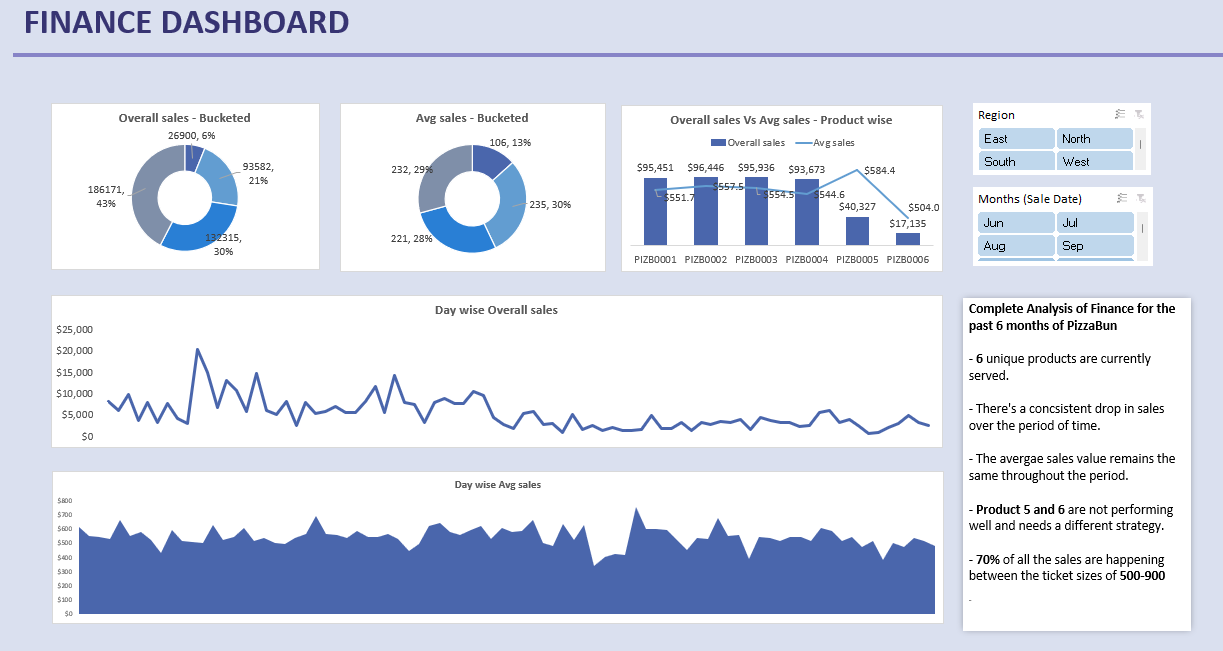 FINANCE DASHBOARD
Overall sales - Bucketed
26900, 6%
93582,
21%
132315,
30%
186171,
43%
Avg sales - Bucketed
106, 13%
235, 30%
221, 28%
232, 29%
Overall sales Vs Avg sales - Product wise
Overall sales
Avg sales
$95,451
$96,446
$95,936
$93,673
$40,327
$17,135
$551.7
$557.5
$554.5
$544.6
$584.4
$504.0
PIZB0001
PIZB0002
PIZB0003
PIZB0004
PIZB0005
PIZB0006
Region
East
North
South
West
Months (Sale Date)
Jun
Jul
Aug
Sep
Day wise Overall sales
$25,000
$20,000
$15,000
$10,000
$5,000
$0
Day wise Avg sales
$800
$700
$600
$500
$400
$300
$200
$100
$0
Complete Analysis of Finance for the
past 6 months of PizzaBun
- 6 unique products are currently
served.
- There's a concsistent drop in sales
over the period of time.
- The avergae sales value remains the
same throughout the period.
- Product 5 and 6 are not performing
well and needs a different strategy.
- 70% of all the sales are happening
between the ticket sizes of 500-900
.